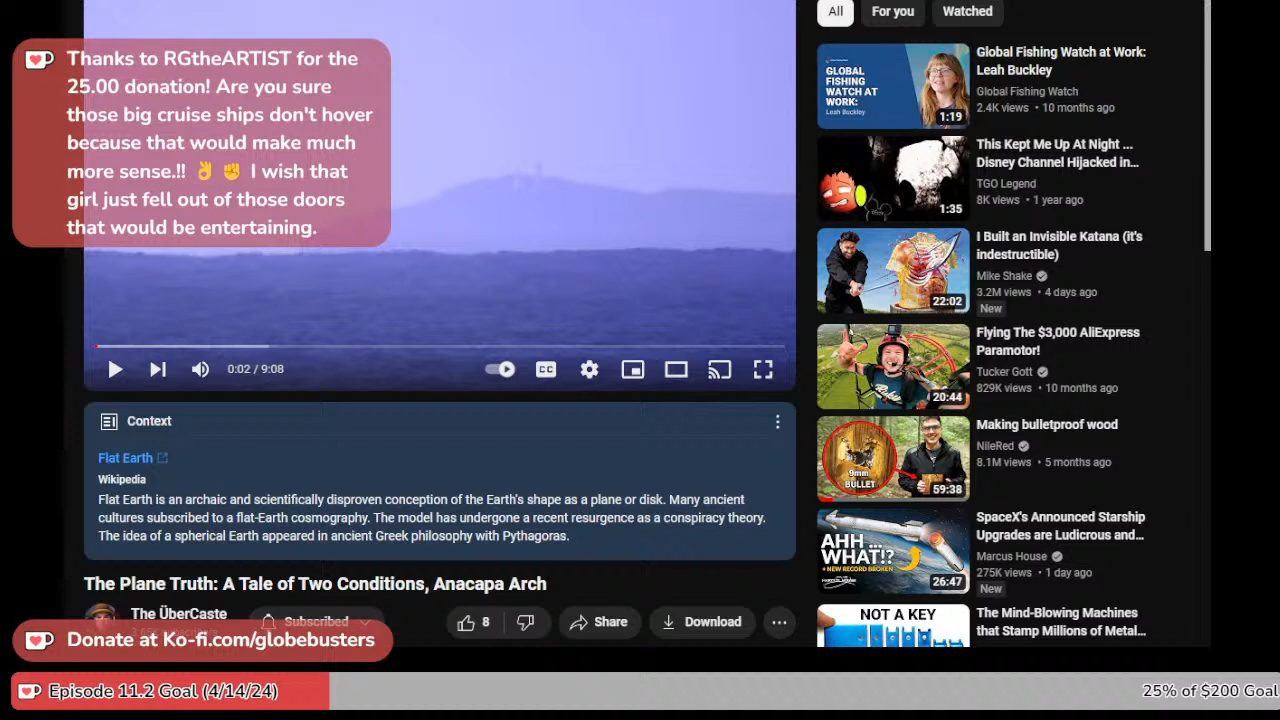 Thanks to RGtheARTIST for the
25.00 donation! Are you sure
those big cruise ships don't hover
because that would make much
more sense.!! 👌 ✊ I wish that
girl just fell out of those doors
that would be entertaining.
0:02 / 9:08
CC
Context
Flat Earth
Wikipedia
Flat Earth is an archaic and scientifically disproven conception of the Earth's shape as a plane or disk. Many ancient
cultures subscribed to a flat-Earth cosmography. The model has undergone a recent resurgence as a conspiracy theory.
The idea of a spherical Earth appeared in ancient Greek philosophy with Pythagoras.
The Plane Truth: A Tale of Two Conditions, Anacapa Arch
The ÜberCaste
Subscribed
8
Share
Download
Donate at Ko-fi.com/globebusters
Episode 11.2 Goal (4/14/24)
25% of $200 Goal
All
For you
Watched
GLOBAL
FISHING
WATCH AT
WORK:
Leah Buckley
1:19
Global Fishing Watch at Work:
Leah Buckley
Global Fishing Watch
2.4K views • 10 months ago
1:35
This Kept Me Up At Night ...
Disney Channel Hijacked in...
TGO Legend
8K views • 1 year ago
22:02
I Built an Invisible Katana (it's
indestructible)
Mike Shake
3.2M views • 4 days ago
New
20:44
Flying The $3,000 AliExpress
Paramotor!
Tucker Gott
829K views • 10 months ago
9mm
BULLET
59:38
Making bulletproof wood
NileRed
8.1M views • 5 months ago
AHH ...
WHAT!?
+ NEW RECORD BROKEN
26:47
SpaceX's Announced Starship
Upgrades are Ludicrous and...
Marcus House
275K views • 1 day ago
New
NOT A KEY
The Mind-Blowing Machines
that Stamp Millions of Metal...